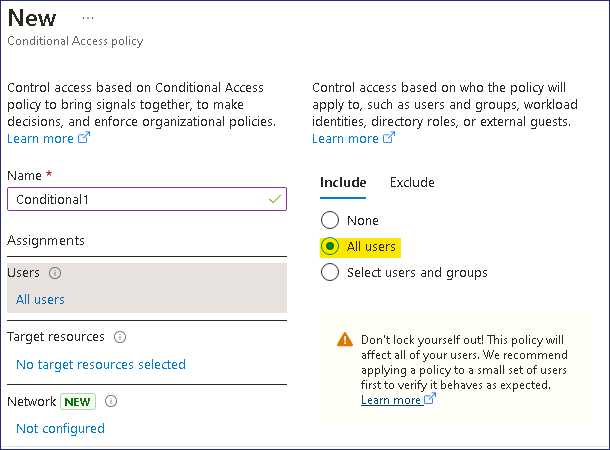 New ...
Conditional Access policy
Control access based on Conditional Access
policy to bring signals together, to make
decisions, and enforce organizational policies.
Learn more
Name *
Conditional1
Assignments
Users
All users
Target resources
No target resources selected
Network NEW
Not configured
Control access based on who the policy will
apply to, such as users and groups, workload
identities, directory roles, or external guests.
Learn more
Include Exclude
None
All users
Select users and groups
Don't lock yourself out! This policy will
affect all of your users. We recommend
applying a policy to a small set of users
first to verify it behaves as expected.
Learn more